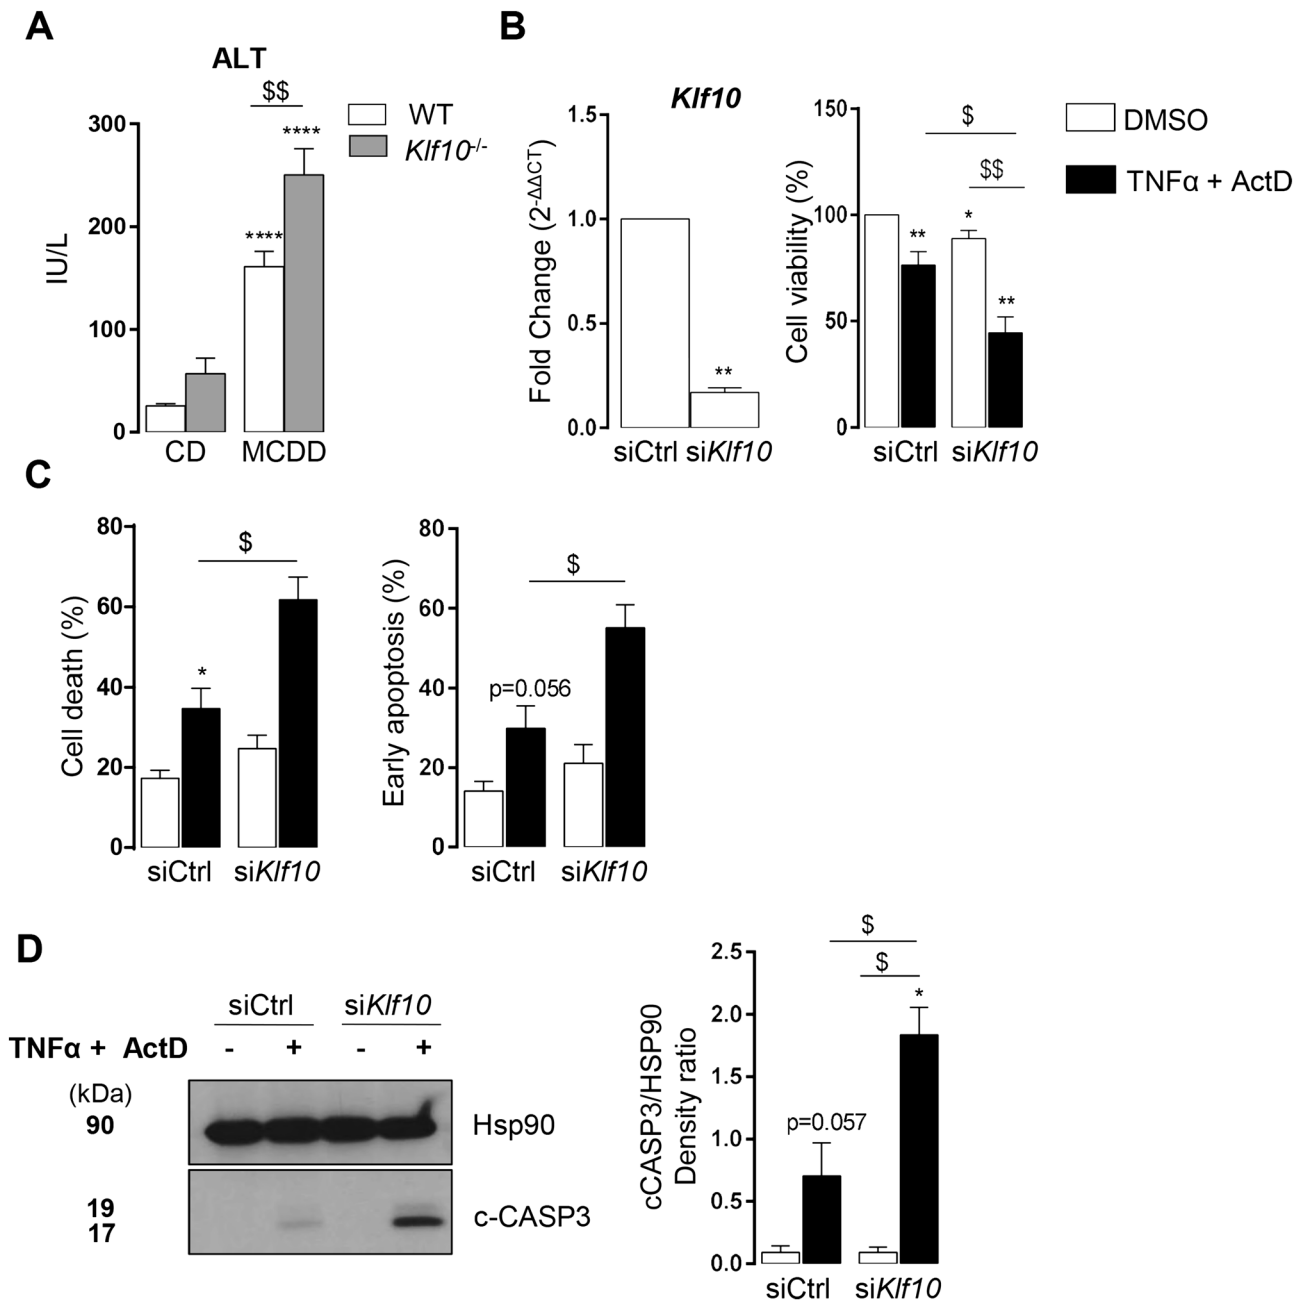 A
ALT
$$
****
****
WT
Klf10-/-
300
200
100
0
IU/L
CD
MCDD
B
Klf10
1.5
1.0
0.5
0.0
Fold Change (2-ΔΔCT)
**
siCtrl siKlf10
150
100
50
0
Cell viability (%)
$
$$
**
*
**
siCtrl siKlf10
DMSO
TNFα + ActD
C
80
60
40
20
0
Cell death (%)
$
*
siCtrl siKlf10
80
60
40
20
0
Early apoptosis (%)
$
p=0.056
siCtrl siKlf10
D
siCtrl siKlf10
TNFα + ActD - + - +
(kDa)
90
Hsp90
19
17
c-CASP3
2.5
2.0
1.5
1.0
0.5
0.0
cCASP3/HSP90
Density ratio
$
$
*
p=0.057
siCtrl siKlf10